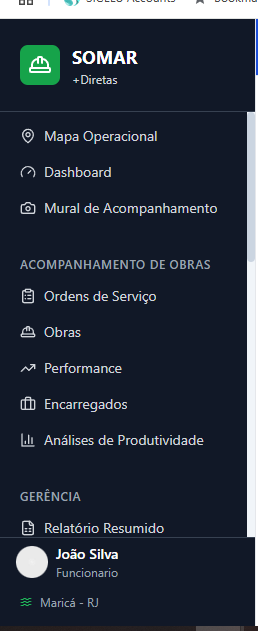 SOMAR
+Diretas
Mapa Operacional
Dashboard
Mural de Acompanhamento
ACOMPANHAMENTO DE OBRAS
Ordens de Serviço
Obras
Performance
Encarregados
Análises de Produtividade
GERÊNCIA
Relatório Resumido
João Silva
Funcionario
Maricá - RJ